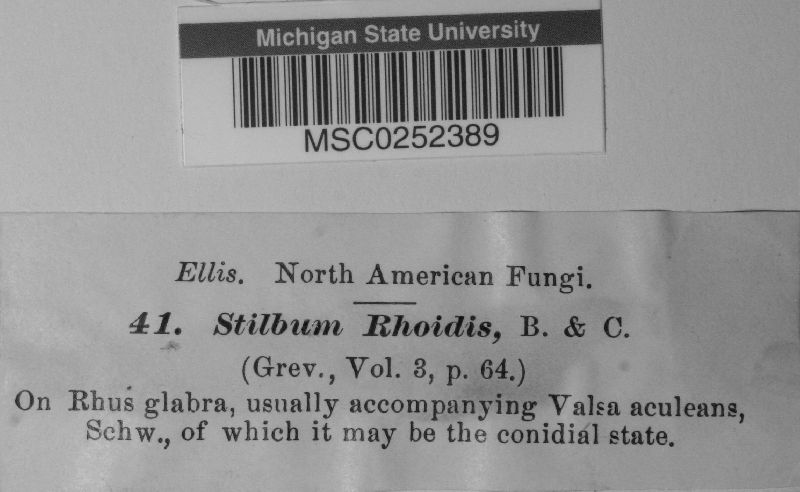 Michigan State University
MSC0252389
Ellis. North American Fungi.
41. Stilbum Rhoidis, B. & C.
(Grev., Vol. 3, p. 64.)
On Rhus glabra, usually accompanying Valsa aculeans,
Schw., of which it may be the conidial state.